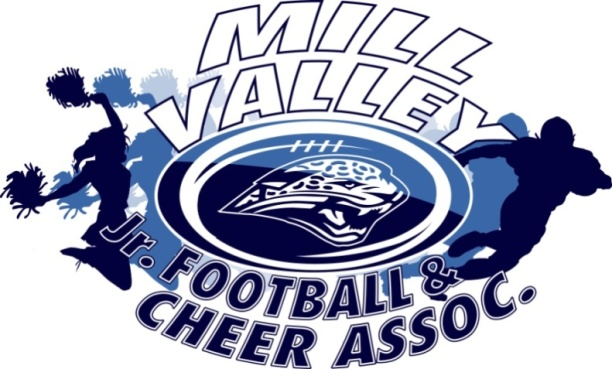 MILL
VALLEY
Jr. FOOTBALL &
CHEER ASSOC.